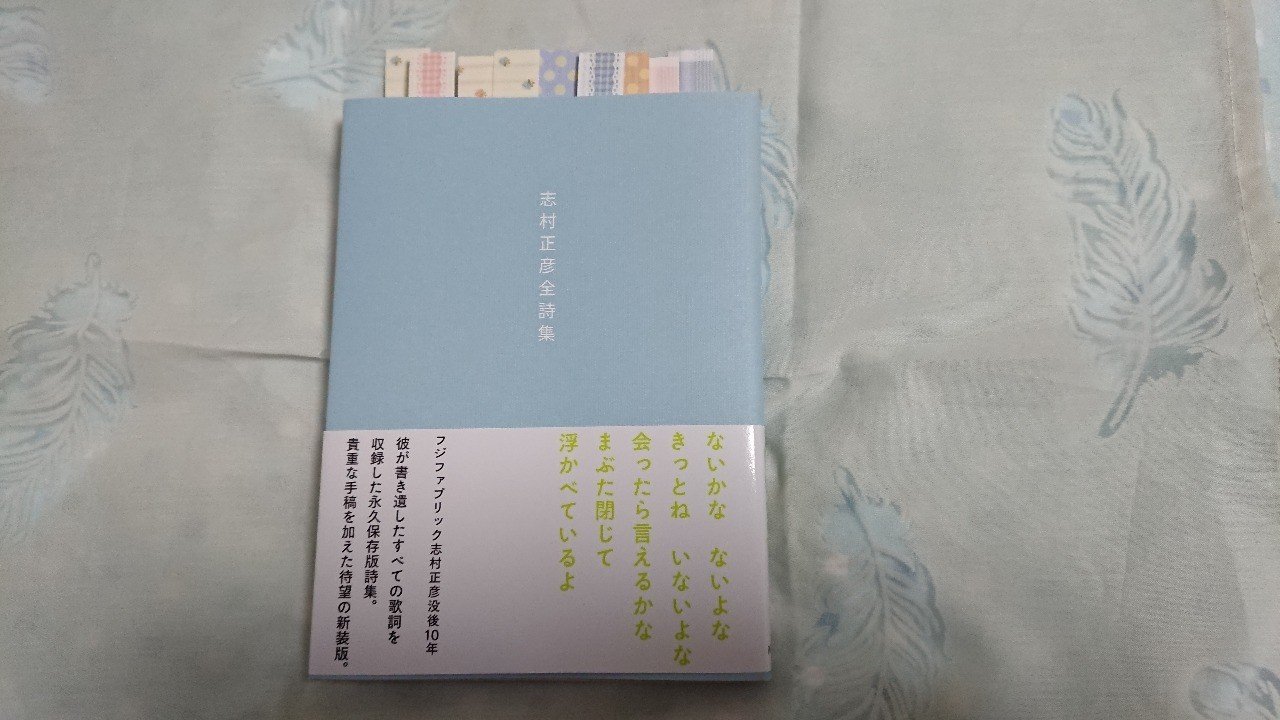 志村正彦全詩集
ないかな　ないよな
きっとね　いないよな
会ったら言えるかな
まぶた閉じて
浮かべているよ
フジファブリック志村正彦没後10年
彼が書き遺したすべての歌詞を
収録した永久保存版詩集。
貴重な手稿を加えた待望の新装版。